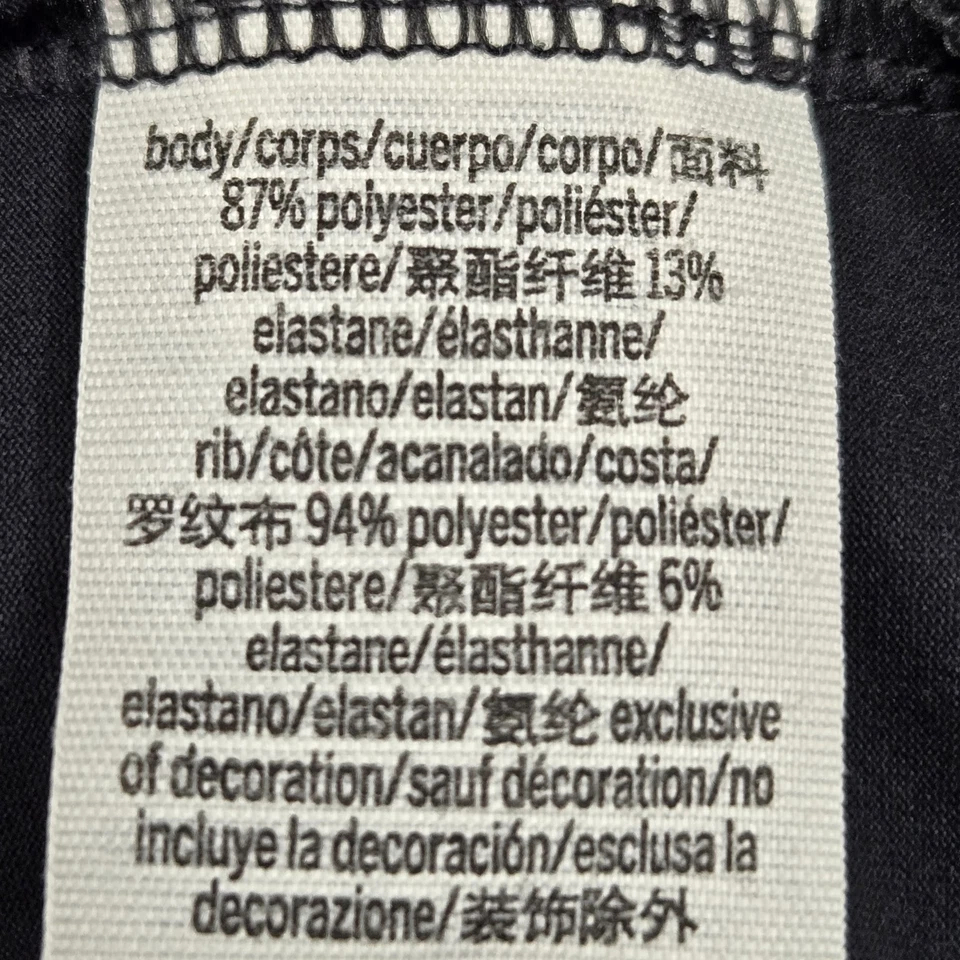 body/corps/cuerpo/corpo/面料
87% polyester/poliéster/
poliestere/聚酯纤维 13%
elastane/élasthanne/
elastano/elastan/氨纶
rib/côte/acanalado/costa/
罗纹布 94% polyester/poliéster/
poliestere/聚酯纤维 6%
elastane/élasthanne/
elastano/elastan/氨纶 exclusive
of decoration/sauf décoration/no
incluye la decoración/esclusa la
decorazione/装饰除外